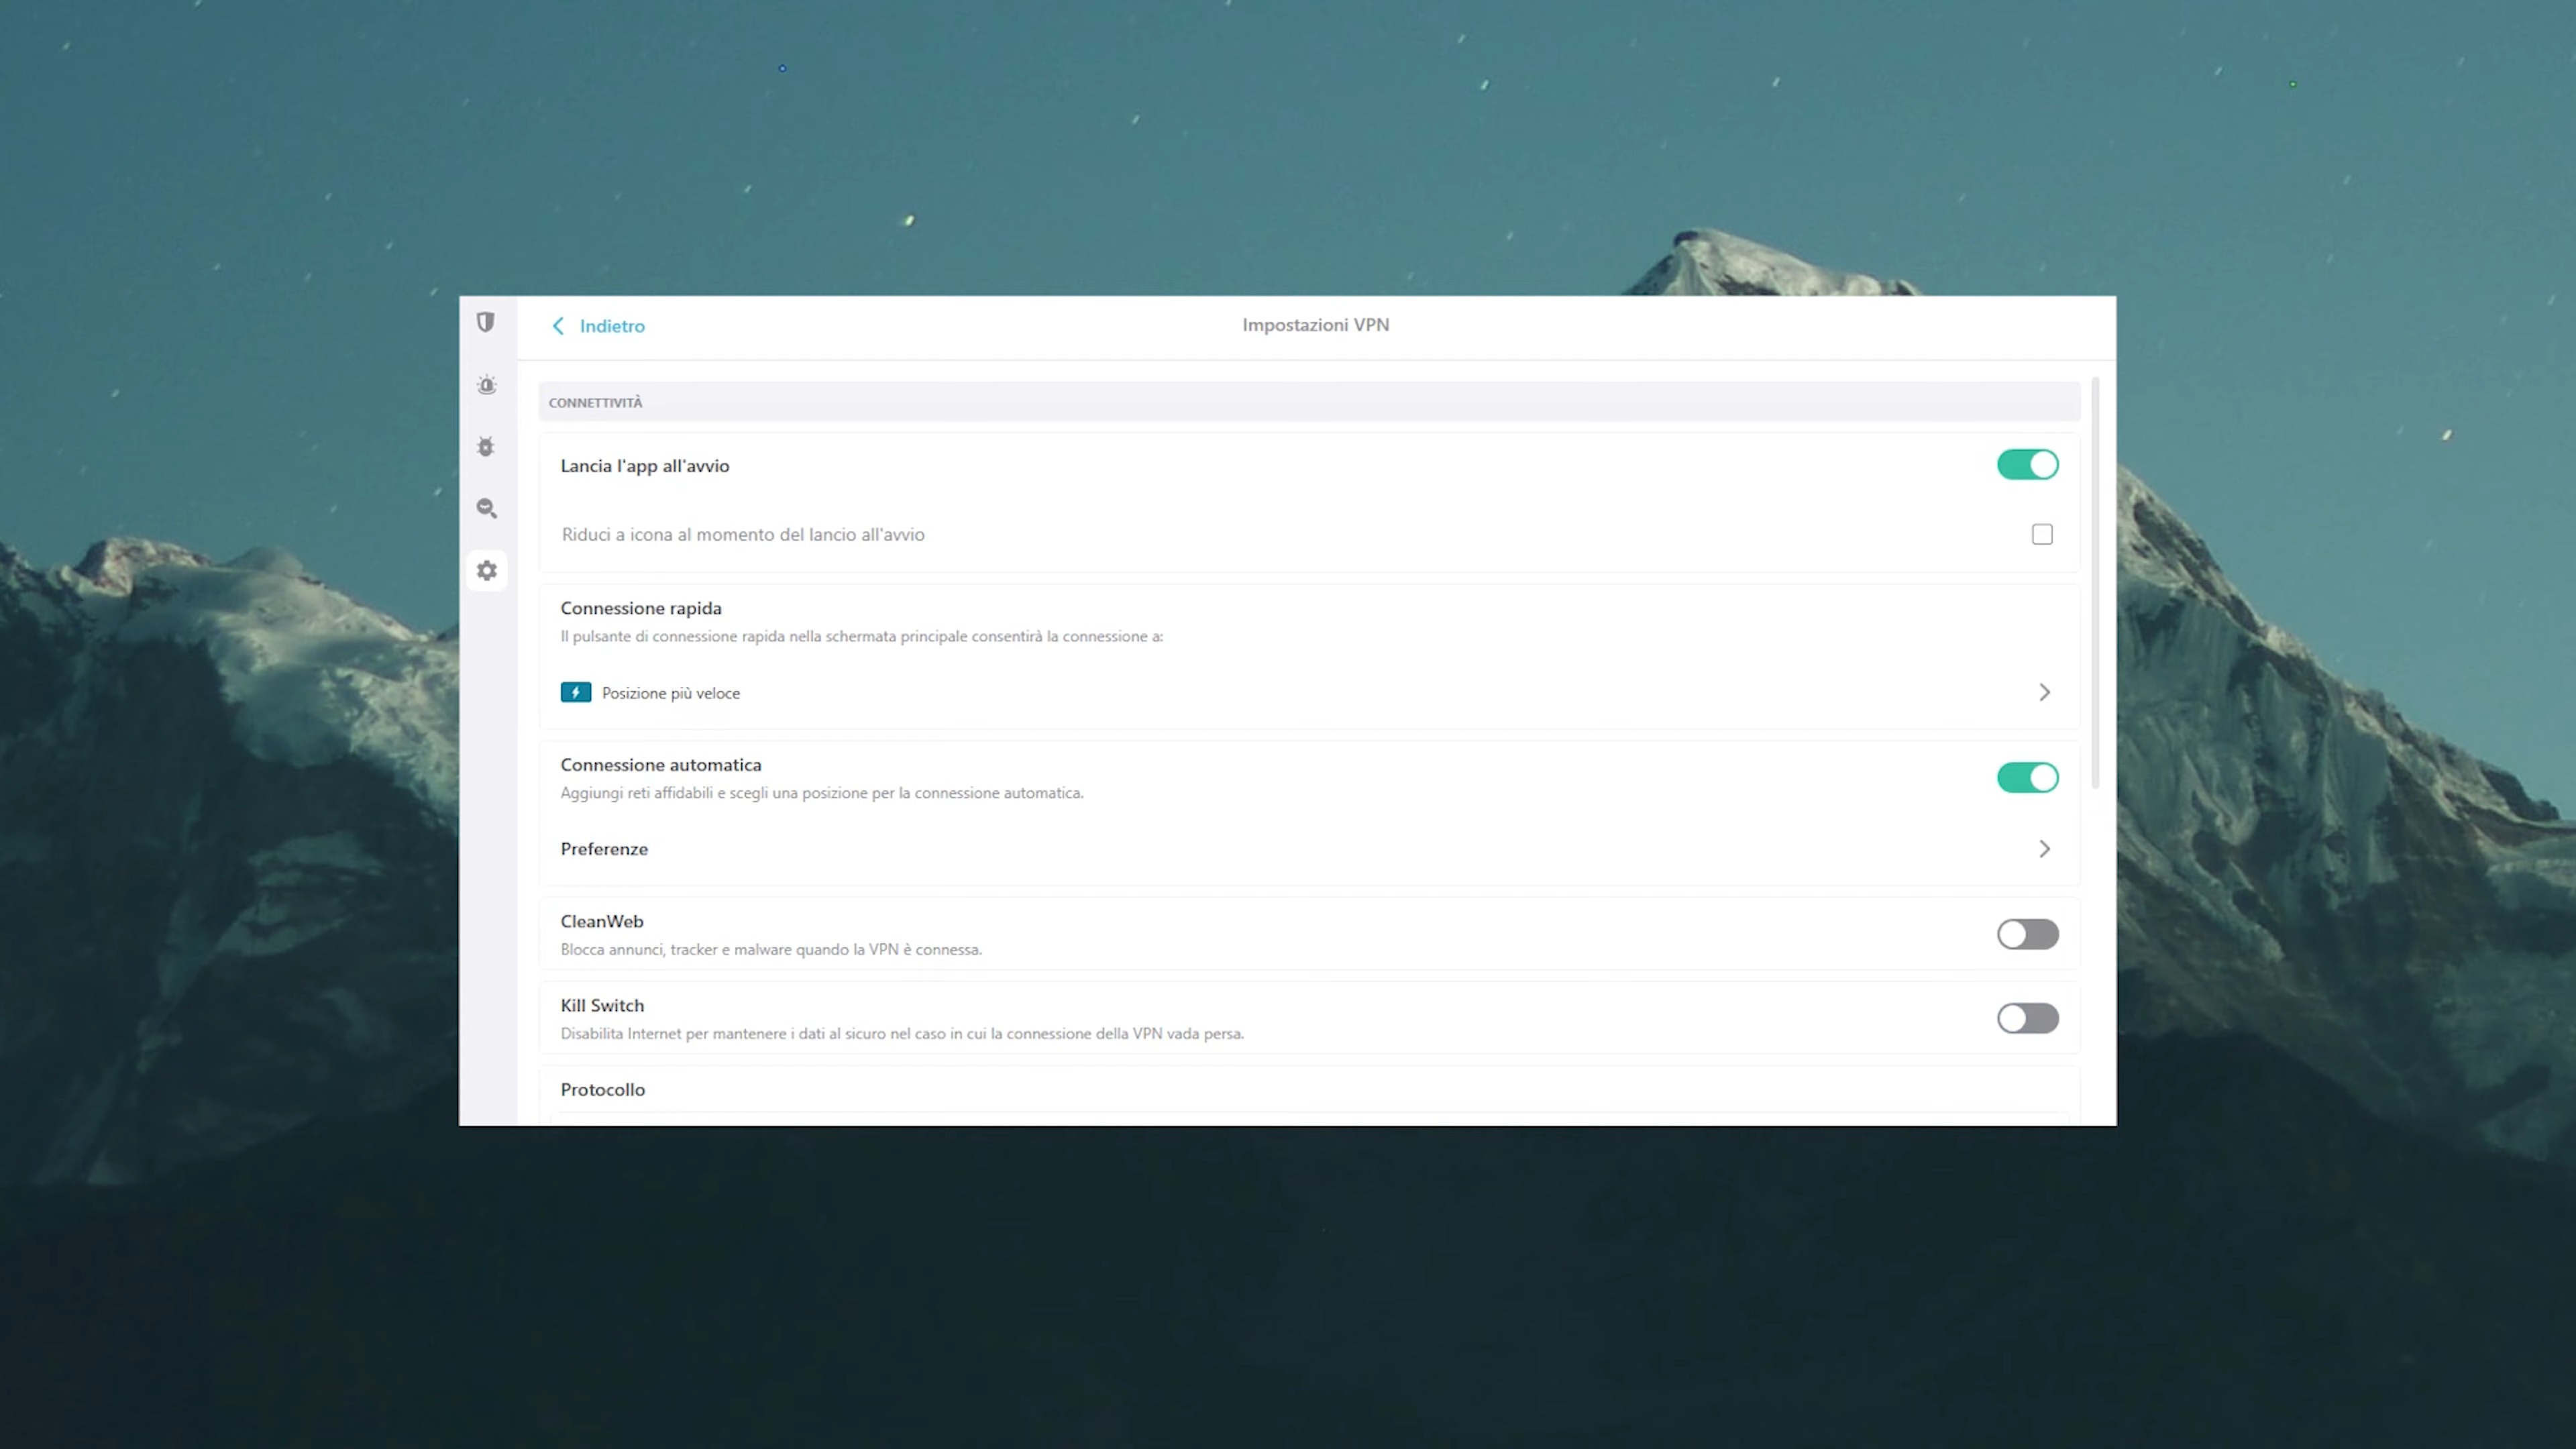 Indietro
Impostazioni VPN
CONNETTIVITÀ
Lancia l'app all'avvio
Riduci a icona al momento del lancio all'avvio
Connessione rapida
Il pulsante di connessione rapida nella schermata principale consentirà la connessione a:
Posizione più veloce
Connessione automatica
Aggiungi reti affidabili e scegli una posizione per la connessione automatica.
Preferenze
CleanWeb
Blocca annunci, tracker e malware quando la VPN è connessa.
Kill Switch
Disabilita Internet per mantenere i dati al sicuro nel caso in cui la connessione della VPN vada persa.
Protocollo